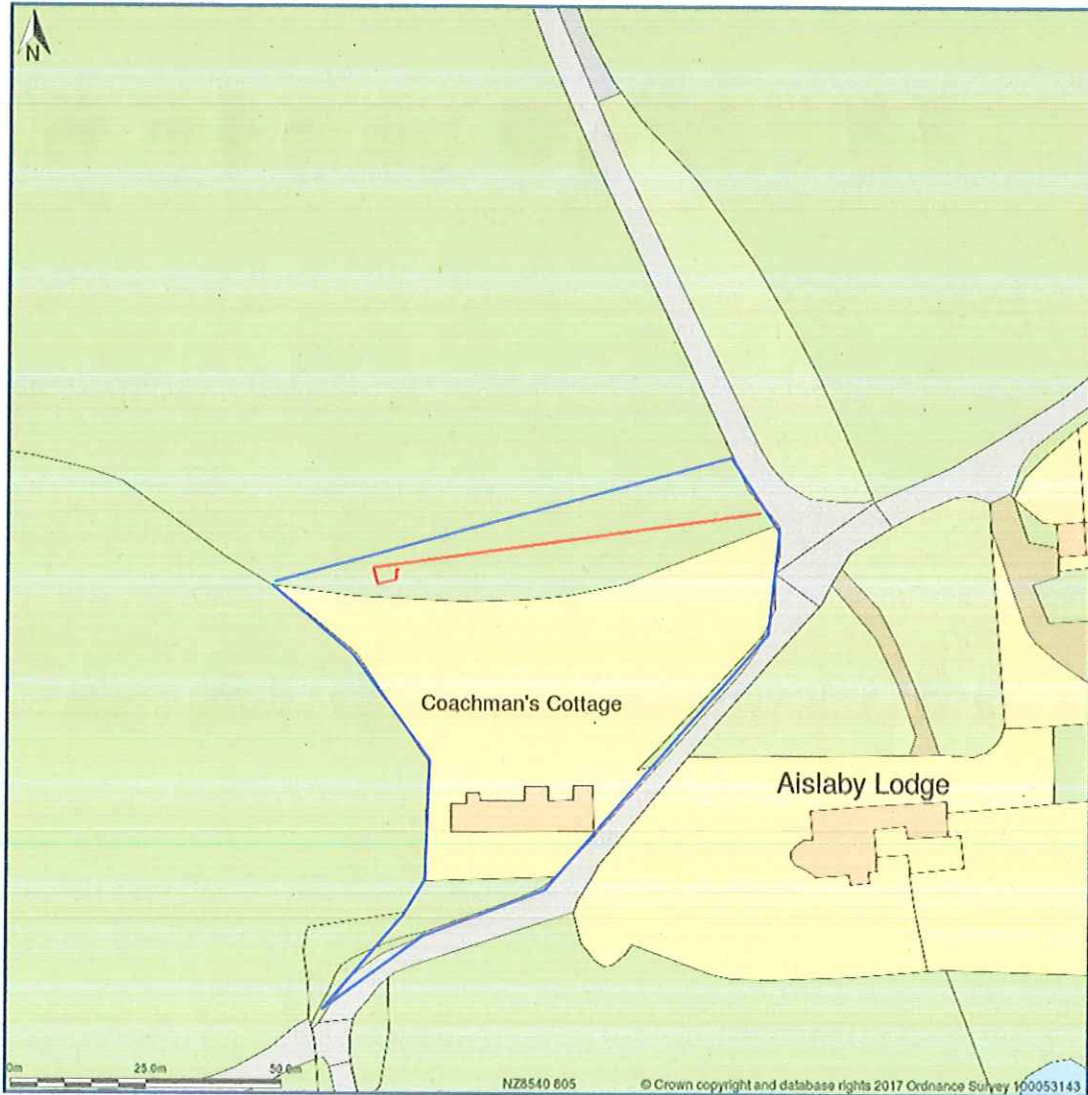 N
Coachman's Cottage
Aislaby Lodge
0m
25.0m
50.0m
NZ8540 605
© Crown copyright and database rights 2017 Ordnance Survey 100053143